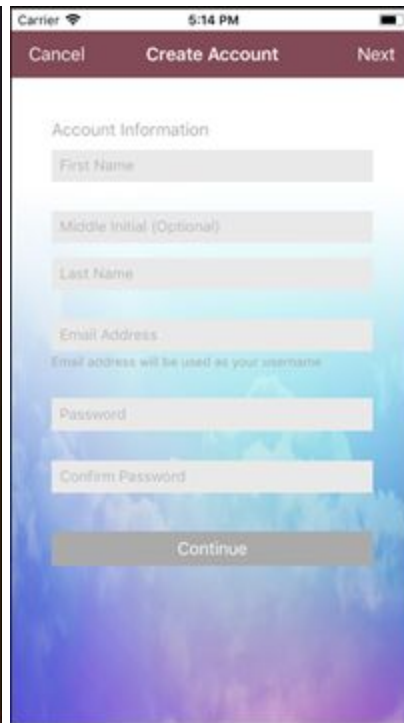 Carrier 5:14 PM
Cancel Create Account Next
Account Information
First Name
Middle Initial (Optional)
Last Name
Email Address
Email address will be used as your username
Password
Confirm Password
Continue